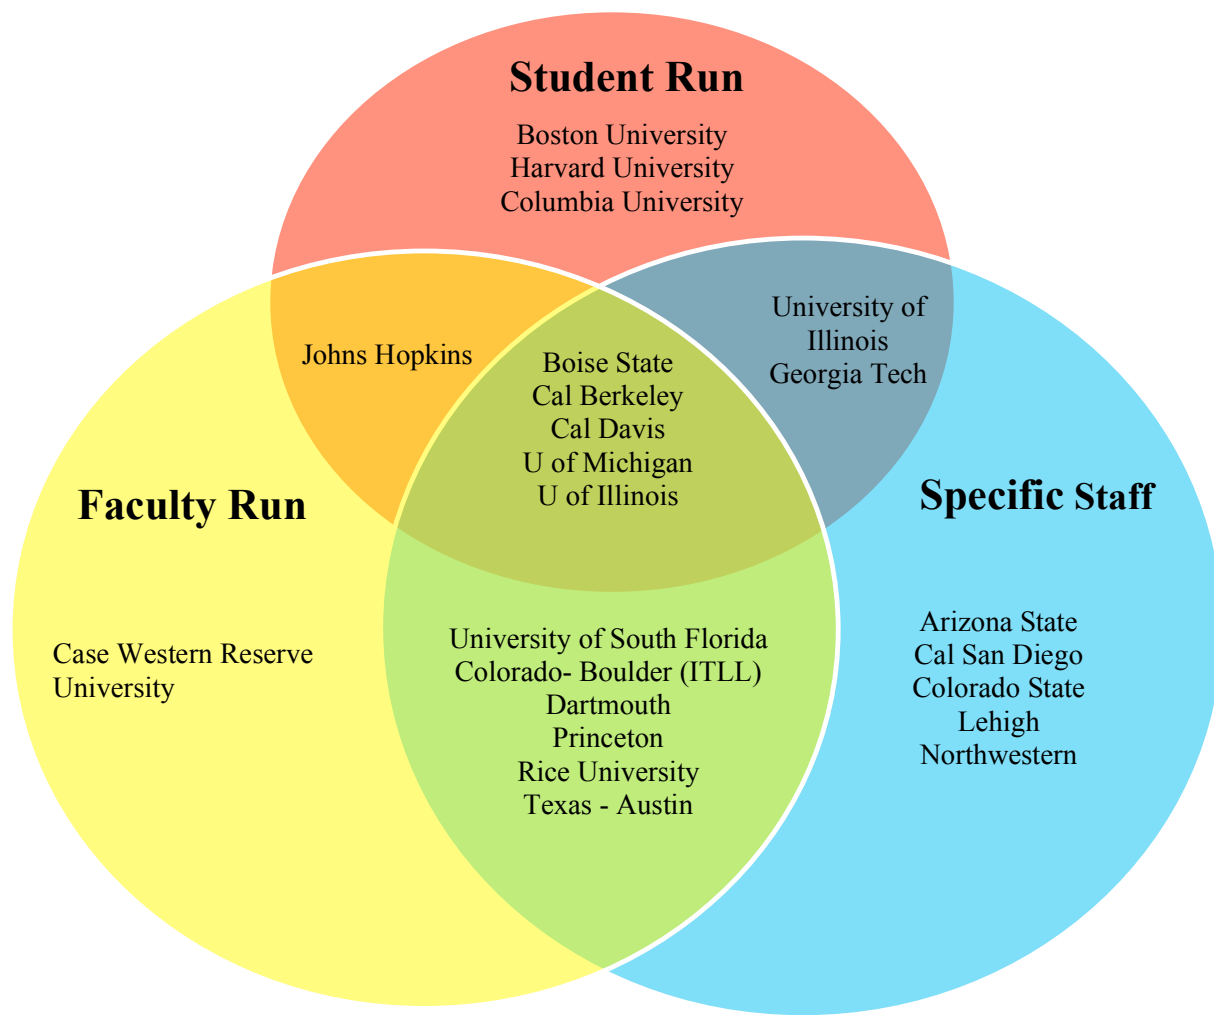 Student Run
Boston University
Harvard University
Columbia University
Johns Hopkins
University of
Illinois
Georgia Tech
Boise State
Cal Berkeley
Cal Davis
U of Michigan
U of Illinois
Faculty Run
Case Western Reserve
University
University of South Florida
Colorado- Boulder (ITLL)
Dartmouth
Princeton
Rice University
Texas - Austin
Specific Staff
Arizona State
Cal San Diego
Colorado State
Lehigh
Northwestern